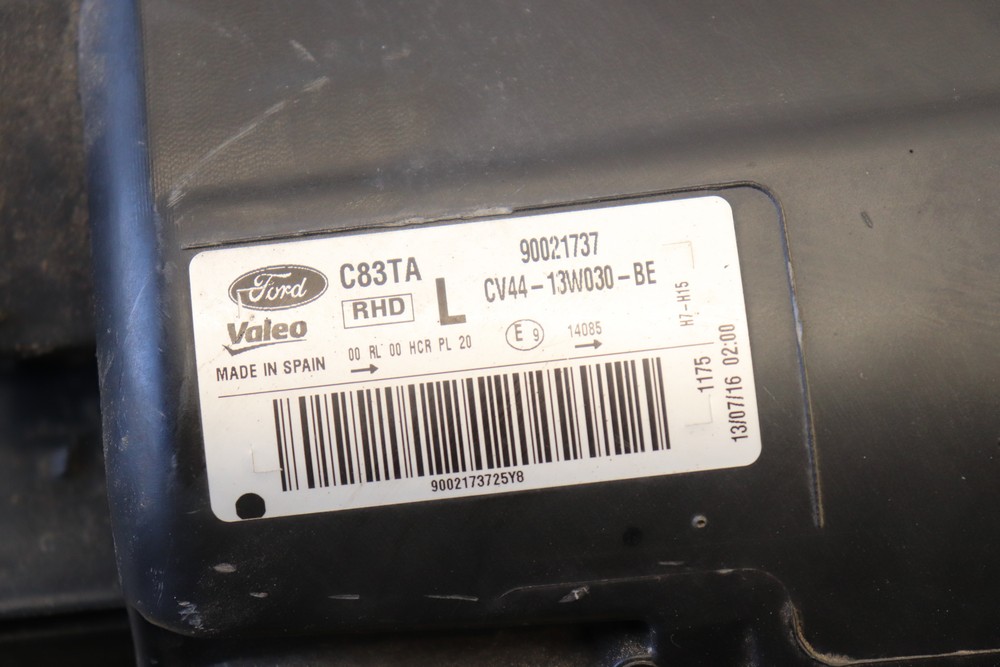 Ford
Valeo
MADE IN SPAIN
C83TA
RHD
L
00 RL 00 HCR PL 20
90021737
CV44-13W030-BE
E 9
14085
H7-H15
1175
13/07/16 02:00
9002173725Y8